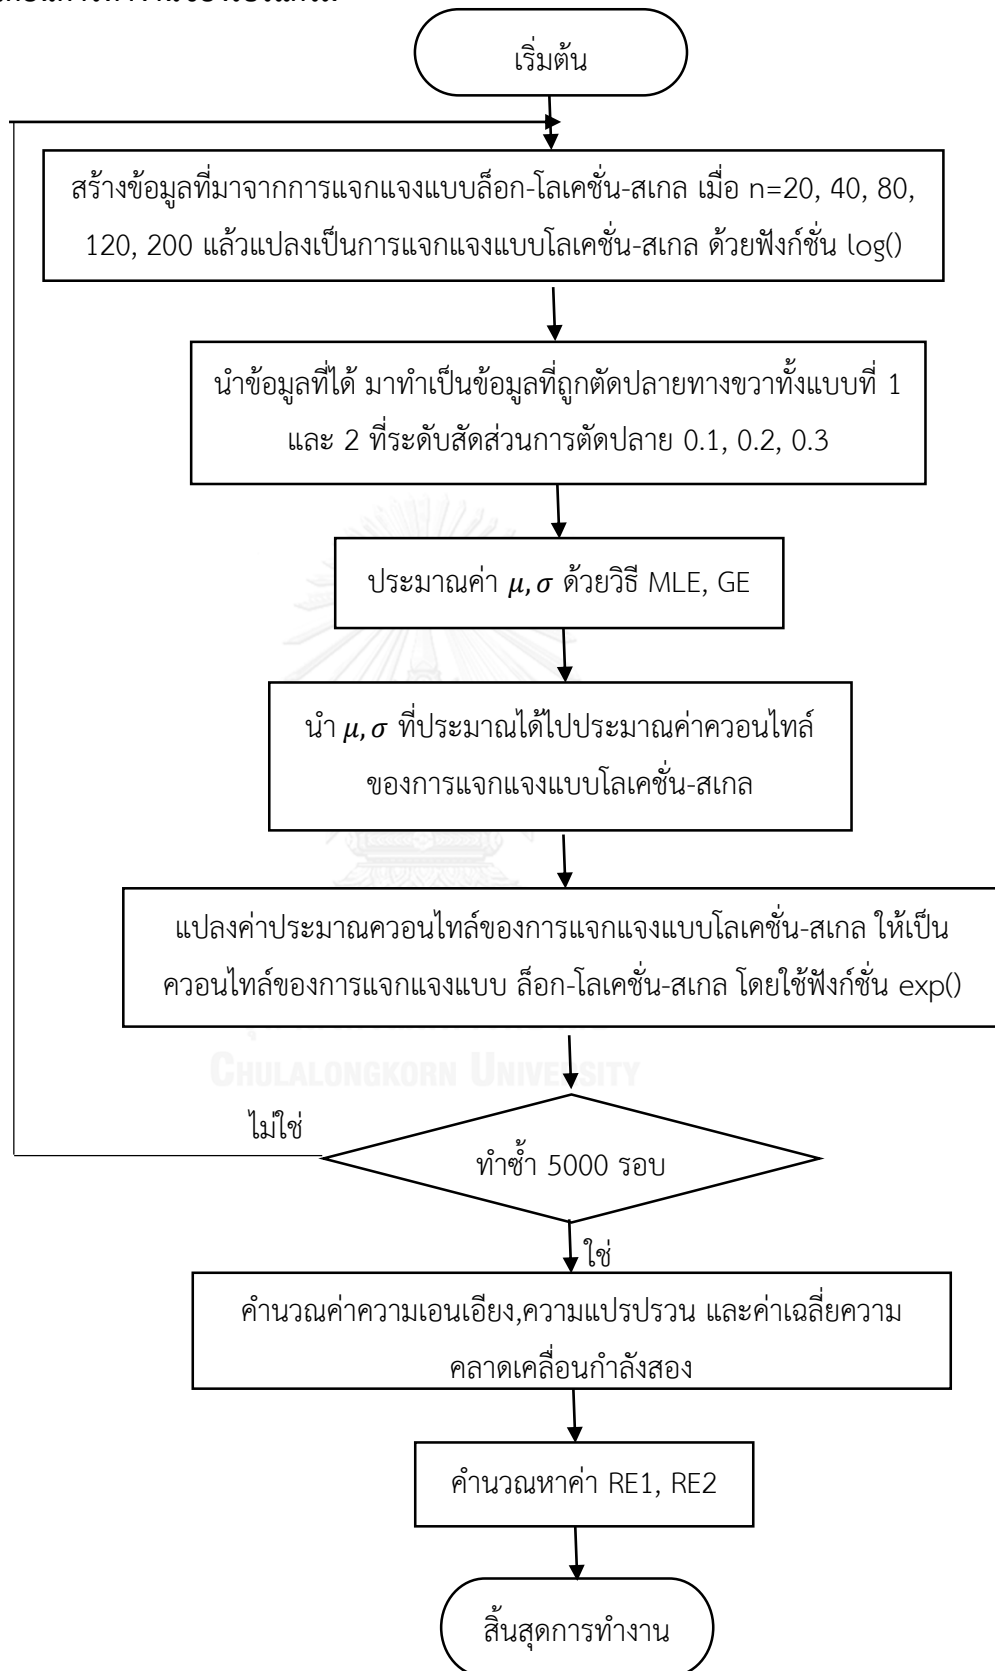 เริ่มต้น
สร้างข้อมูลที่มาจากการแจกแจงแบบล็อก-โลเคชั่น-สเกล เมื่อ n=20, 40, 80,
120, 200 แล้วแปลงเป็นการแจกแจงแบบโลเคชั่น-สเกล ด้วยฟังก์ชั่น log()
นำข้อมูลที่ได้ มาทำเป็นข้อมูลที่ถูกตัดปลายทางขวาทั้งแบบที่ 1
และ 2 ที่ระดับสัดส่วนการตัดปลาย 0.1, 0.2, 0.3
ประมาณค่า μ, σ ด้วยวิธี MLE, GE
นำ μ, σ ที่ประมาณได้ไปประมาณค่าควอนไทล์
ของการแจกแจงแบบโลเคชั่น-สเกล
แปลงค่าประมาณควอนไทล์ของการแจกแจงแบบโลเคชั่น-สเกล ให้เป็น
ควอนไทล์ของการแจกแจงแบบ ล็อก-โลเคชั่น-สเกล โดยใช้ฟังก์ชั่น exp()
CHULALONGKORN UNIVERSITY
ไม่ใช่
ทำซ้ำ 5000 รอบ
ใช่
คำนวณค่าความเอนเอียง,ความแปรปรวน และค่าเฉลี่ยความ
คลาดเคลื่อนกำลังสอง
คำนวณหาค่า RE1, RE2
สิ้นสุดการทำงาน